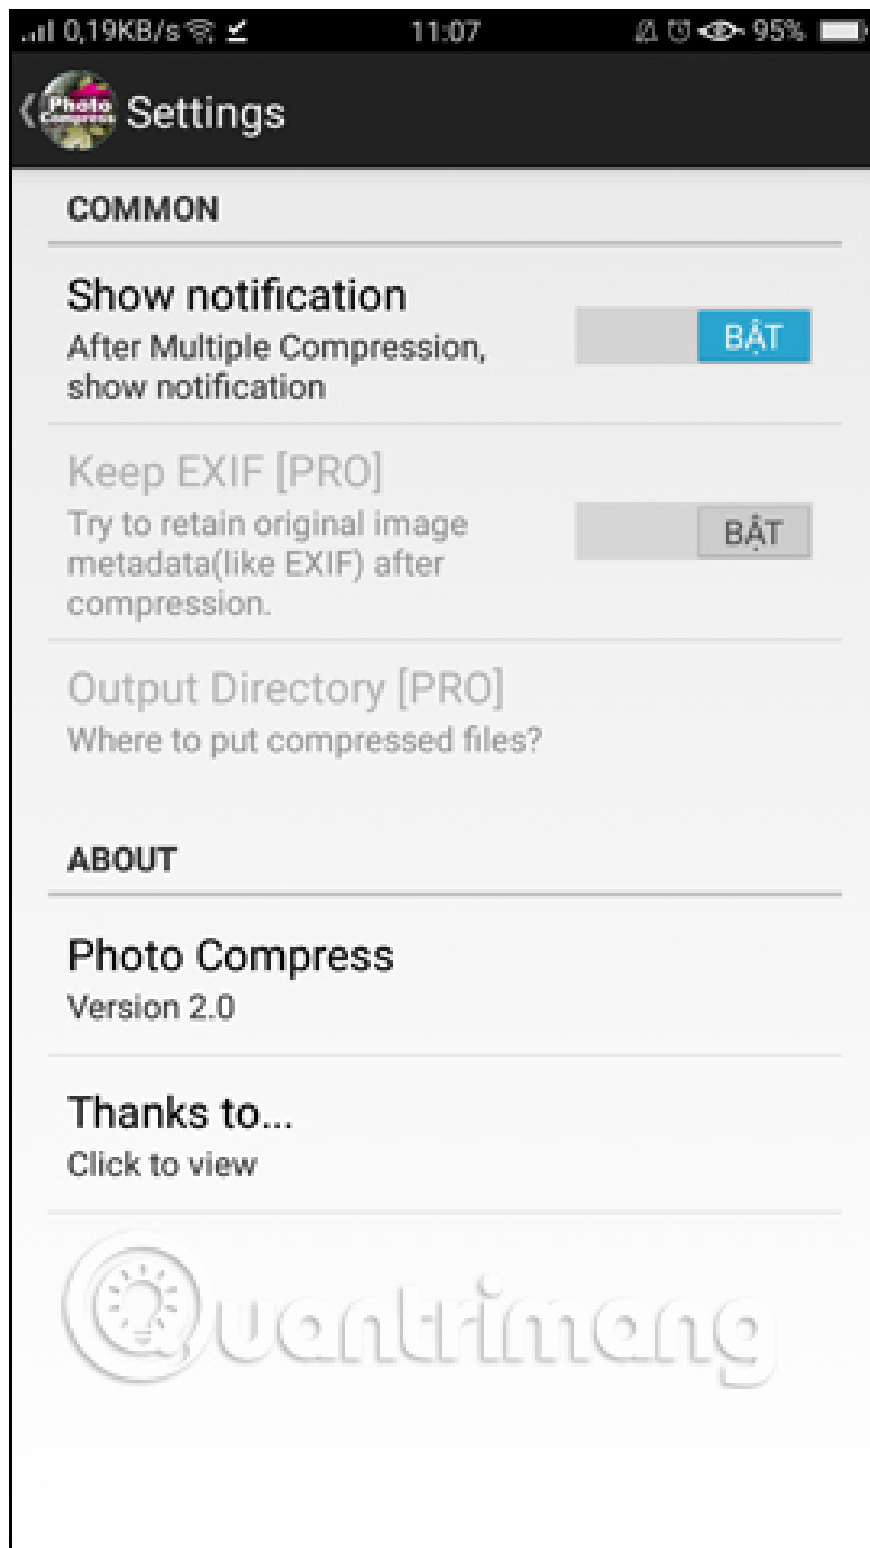 0,19KB/s 11:07 95%
Photo
Compress
Settings
COMMON
Show notification
After Multiple Compression,
show notification
BẬT
Keep EXIF [PRO]
Try to retain original image
metadata(like EXIF) after
compression.
BẬT
Output Directory [PRO]
Where to put compressed files?
ABOUT
Photo Compress
Version 2.0
Thanks to...
Click to view
Quantrimang